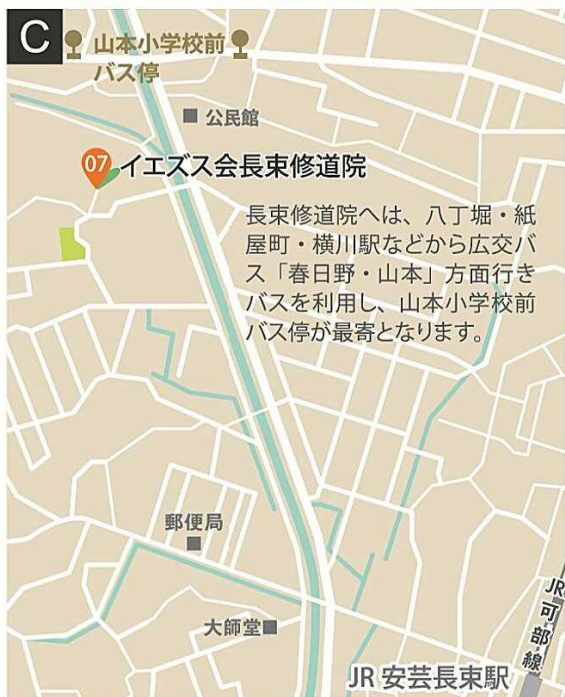 C
山本小学校前
バス停
公民館
07
イエズス会長束修道院
長束修道院へは、八丁堀・紙
屋町・横川駅などから広交バ
ス「春日野・山本」方面行き
バスを利用し、山本小学校前
バス停が最寄となります。
郵便局
大師堂
JR可部線
JR 安芸長束駅